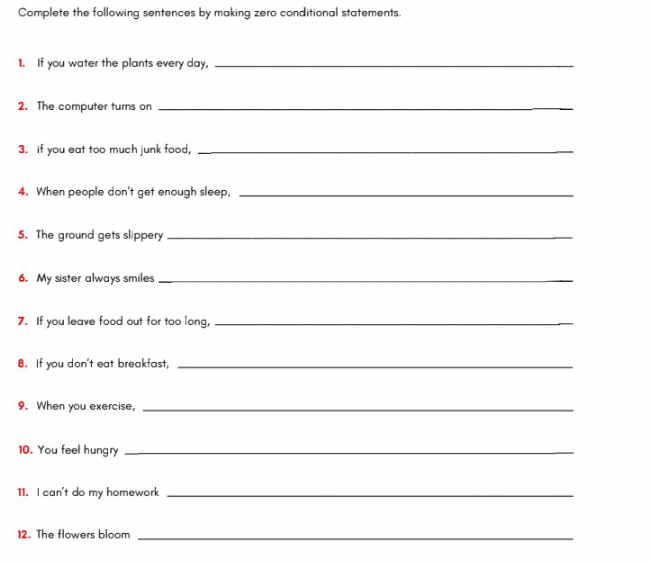 Complete the following sentences by making zero conditional statements.
1. If you water the plants every day,
2. The computer turns on
3. if you eat too much junk food,
4. When people don't get enough sleep,
5. The ground gets slippery
6. My sister always smiles
7. If you leave food out for too long,
8. If you don't eat breakfast,
9. When you exercise,
10. You feel hungry
11. I can't do my homework
12. The flowers bloom